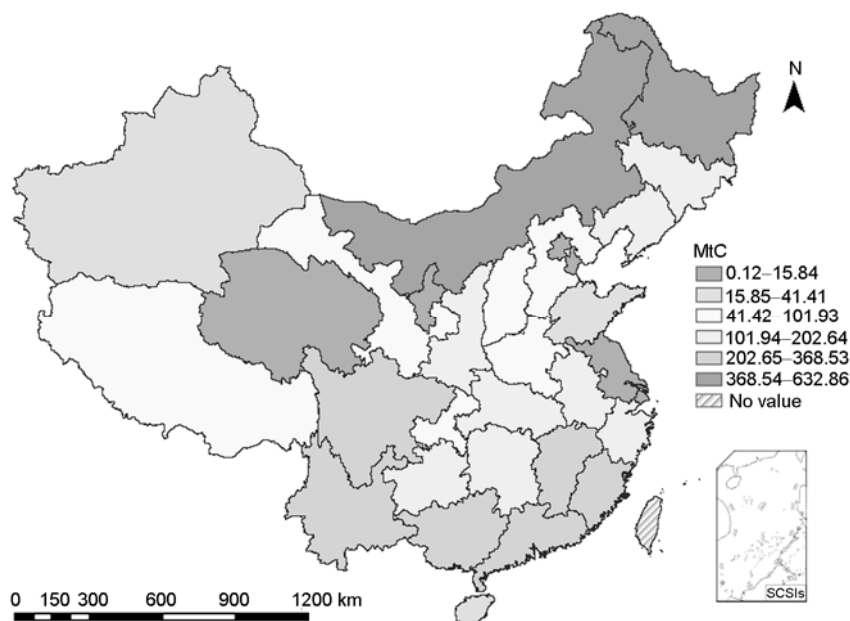 N
MtC
0.12–15.84
15.85–41.41
41.42–101.93
101.94–202.64
202.65–368.53
368.54–632.86
No value
SCSIs
0 150 300 600 900 1200 km